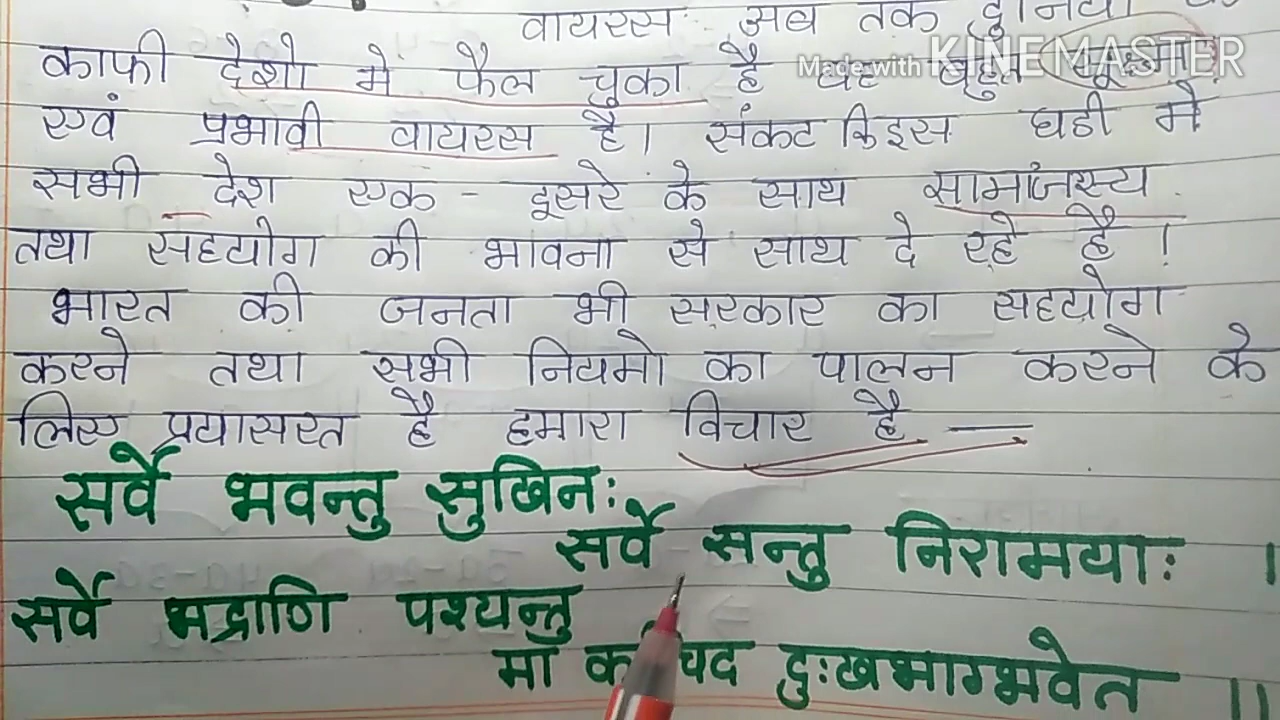 वायरस अब तक दुनिया के
काफी देशो मे फैल चुका है यह बहुत सूक्ष्म
Made with KINEMASTER
एवं प्रभावी वायरस है। संकट कि इस घडी मे
सभी देश एक - दूसरे के साथ सामांजस्य
तथा सहयोग की भावना से साथ दे रहे है।
भारत की जनता भी सरकार का सहयोग
करने तथा सभी नियमो का पालन करने के
लिए प्रयासरत है हमारा विचार है —
सर्वे भवन्तु सुखिनः
सर्वे सन्तु निरामयाः ।
सर्वे भद्राणि पश्यन्तु
मा दुःखभाग्भवेत ॥